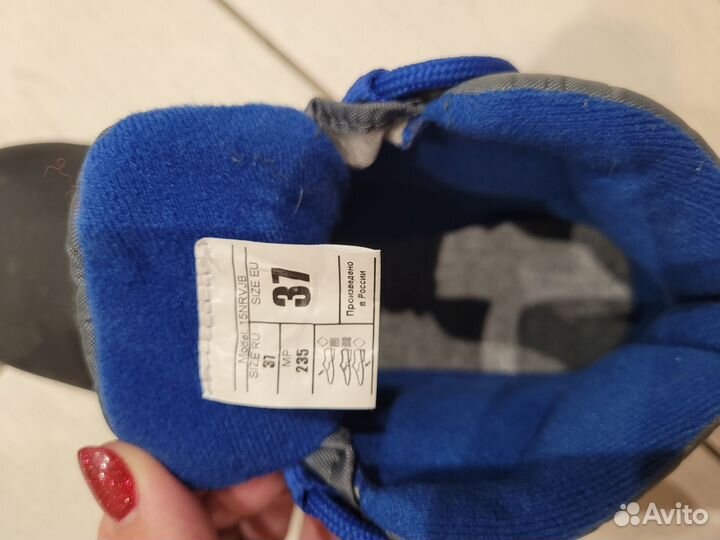 Model: 15NRVJB
SIZE RU
SIZE EU
37
37
MP
235
Произведено
в России
Avito